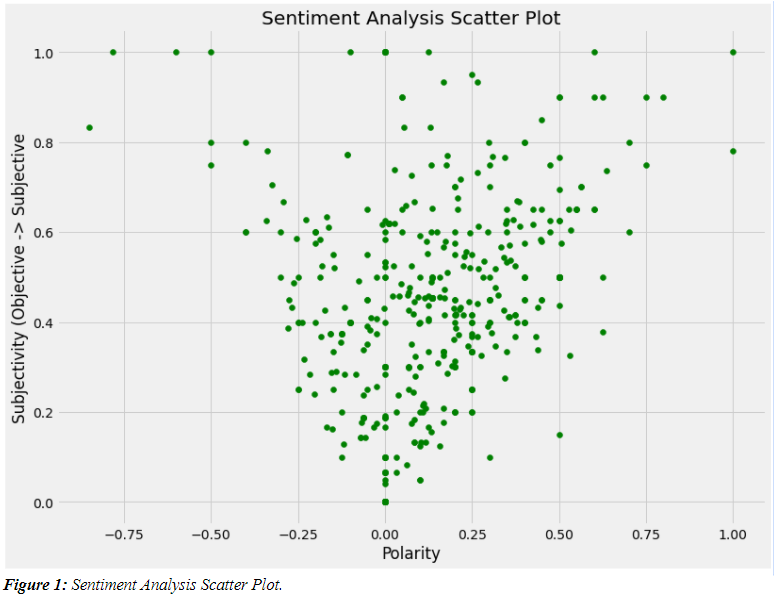 Sentiment Analysis Scatter Plot
1.0
0.8
0.6
0.4
0.2
0.0
Subjectivity (Objective -> Subjective
−0.75 −0.50 −0.25 0.00 0.25 0.50 0.75 1.00
Polarity
Figure 1: Sentiment Analysis Scatter Plot.